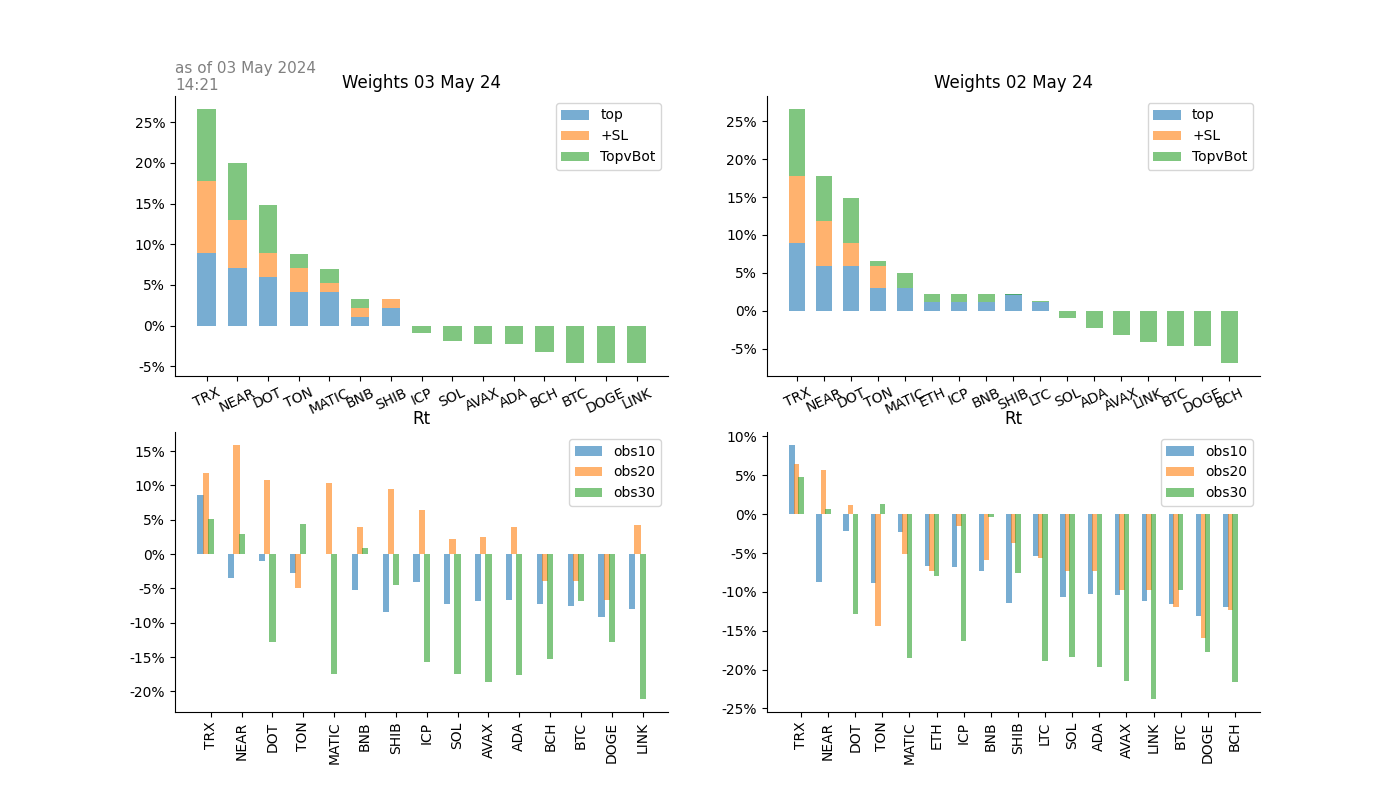 as of 03 May 2024
14:21
Weights 03 May 24
25%
20%
15%
10%
5%
0%
-5%
top
+SL
TopvBot
TRX NEAR DOT TON MATIC BNB SHIB ICP SOL AVAX ADA BCH BTC DOGE LINK
Weights 02 May 24
25%
20%
15%
10%
5%
0%
-5%
top
+SL
TopvBot
TRX NEAR DOT TON MATIC ETH ICP BNB SHIB LTC SOL ADA AVAX LINK BTC DOGE BCH
Rt
15%
10%
5%
0%
-5%
-10%
-15%
-20%
obs10
obs20
obs30
TRX NEAR DOT TON MATIC BNB SHIB ICP SOL AVAX ADA BCH BTC DOGE LINK
Rt
10%
5%
0%
-5%
-10%
-15%
-20%
-25%
obs10
obs20
obs30
TRX NEAR DOT TON MATIC ETH ICP BNB SHIB LTC SOL ADA AVAX LINK BTC DOGE BCH